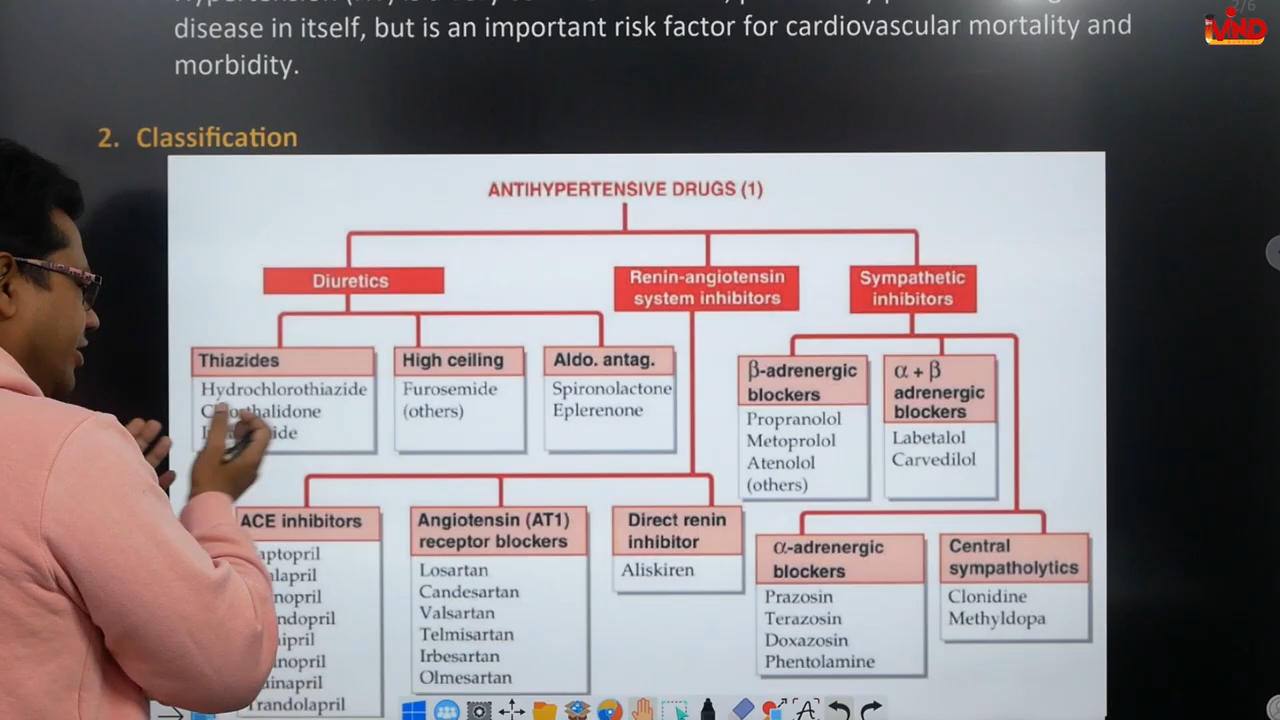 disease in itself, but is an important risk factor for cardiovascular mortality and
morbidity.
2. Classification
ANTIHYPERTENSIVE DRUGS (1)
Diuretics
Renin-angiotensin
system inhibitors
Sympathetic
inhibitors
Thiazides
Hydrochlorothiazide
High ceiling
Furosemide
(others)
Aldo. antag.
Spironolactone
Eplerenone
β-adrenergic
blockers
Propranolol
Metoprolol
Atenolol
(others)
α + β
adrenergic
blockers
Labetalol
Carvedilol
ACE inhibitors
Angiotensin (AT1)
receptor blockers
Losartan
Candesartan
Valsartan
Telmisartan
Irbesartan
Olmesartan
Direct renin
inhibitor
Aliskiren
α-adrenergic
blockers
Prazosin
Terazosin
Doxazosin
Phentolamine
Central
sympatholytics
Clonidine
Methyldopa
2/6